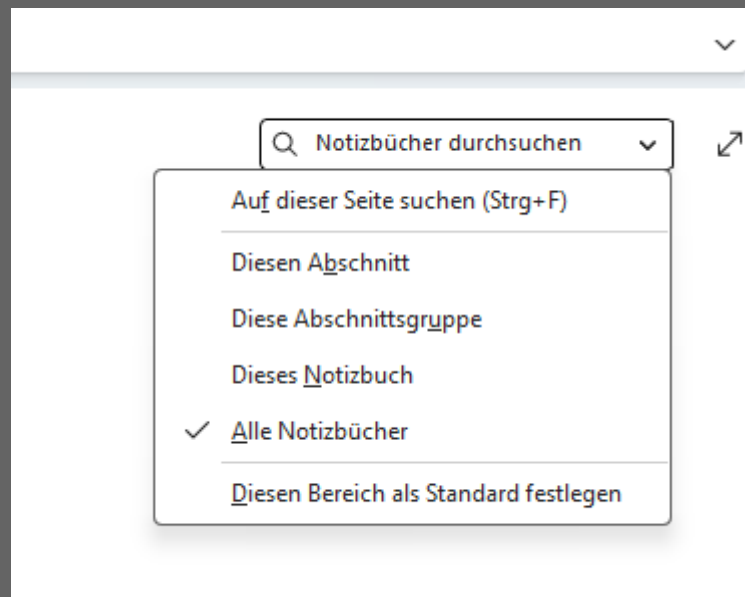 Notizbücher durchsuchen
Auf dieser Seite suchen (Strg+F)
Diesen Abschnitt
Diese Abschnittsgruppe
Dieses Notizbuch
Alle Notizbücher
Diesen Bereich als Standard festlegen